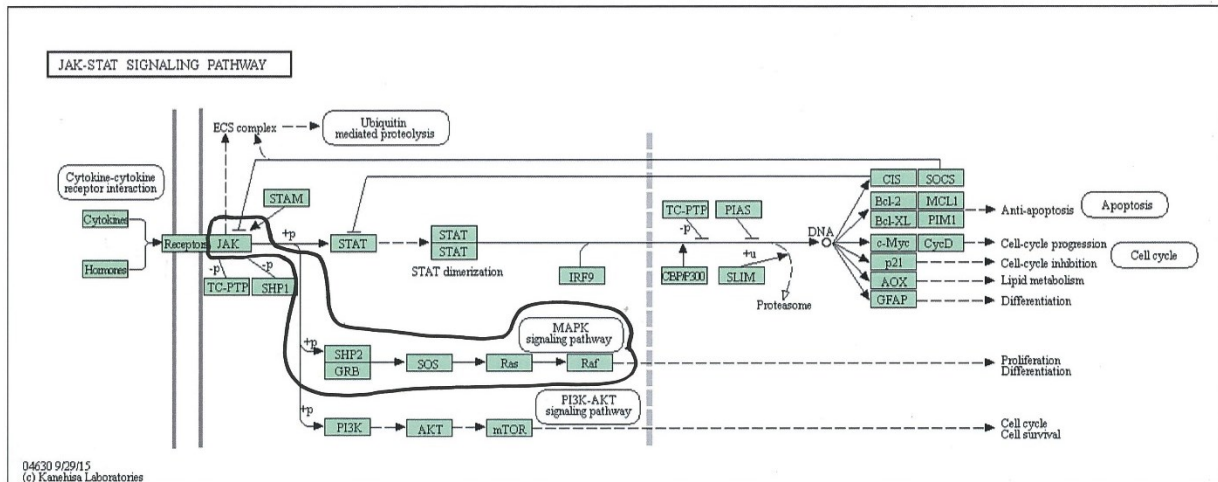 JAK-STAT SIGNALING PATHWAY
ECS complex
Ubiquitin
mediated proteolysis
Cytokine-cytokine
receptor interaction
CIS
SOCS
STAM
Bcl-2
MCL1
TC-PTP
PIAS
Anti-apoptosis
Apoptosis
Cytokines
+p
-p
Bcl-XL
PIM1
STAT
DNA
Receptors
JAK
STAT
STAT
c-Myc
CycD
Cell-cycle progression
-p
-p
STAT dimerization
+u
p21
Cell-cycle inhibition
Cell cycle
Hormones
IRF9
CBP/P300
SLIM
AOX
Lipid metabolism
TC-PTP
SHP1
Proteasome
GFAP
Differentiation
MAPK
signaling pathway
+p
SHP2
GRB
SOS
Ras
Raf
Proliferation
Differentiation
PI3K-AKT
signaling pathway
+p
PI3K
AKT
mTOR
Cell cycle
Cell survival
04630 9/29/15
(c) Kanehisa Laboratories